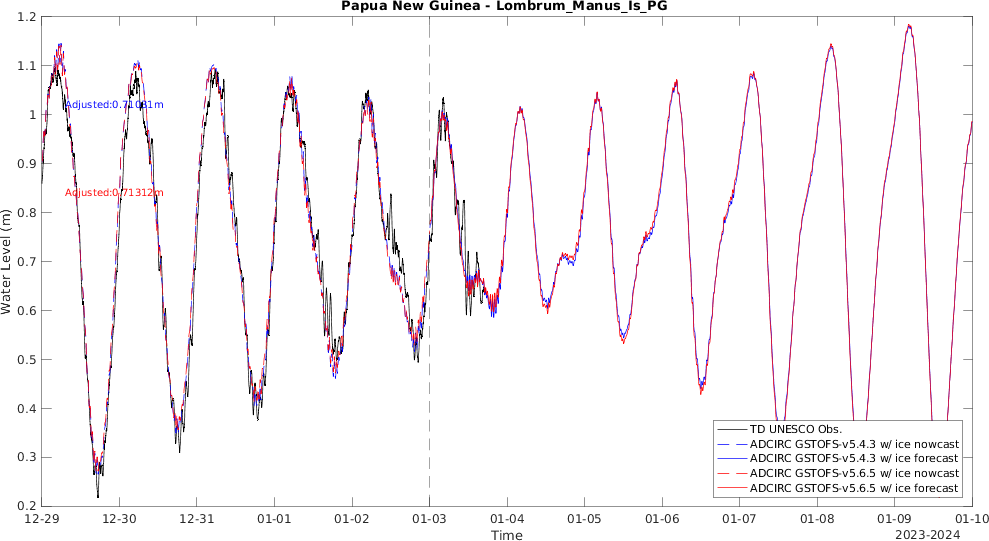 Papua New Guinea - Lombrum_Manus_Is_PG
1.2
1.1
1
0.9
0.8
0.7
0.6
0.5
0.4
0.3
0.2
Water Level (m)
Adjusted:0.71031m
Adjusted:0.71312m
TD UNESCO Obs.
ADCIRC GSTOFS-v5.4.3 w/ ice nowcast
ADCIRC GSTOFS-v5.4.3 w/ ice forecast
ADCIRC GSTOFS-v5.6.5 w/ ice nowcast
ADCIRC GSTOFS-v5.6.5 w/ ice forecast
12-29 12-30 12-31 01-01 01-02 01-03 01-04 01-05 01-06 01-07 01-08 01-09 01-10
Time
2023-2024